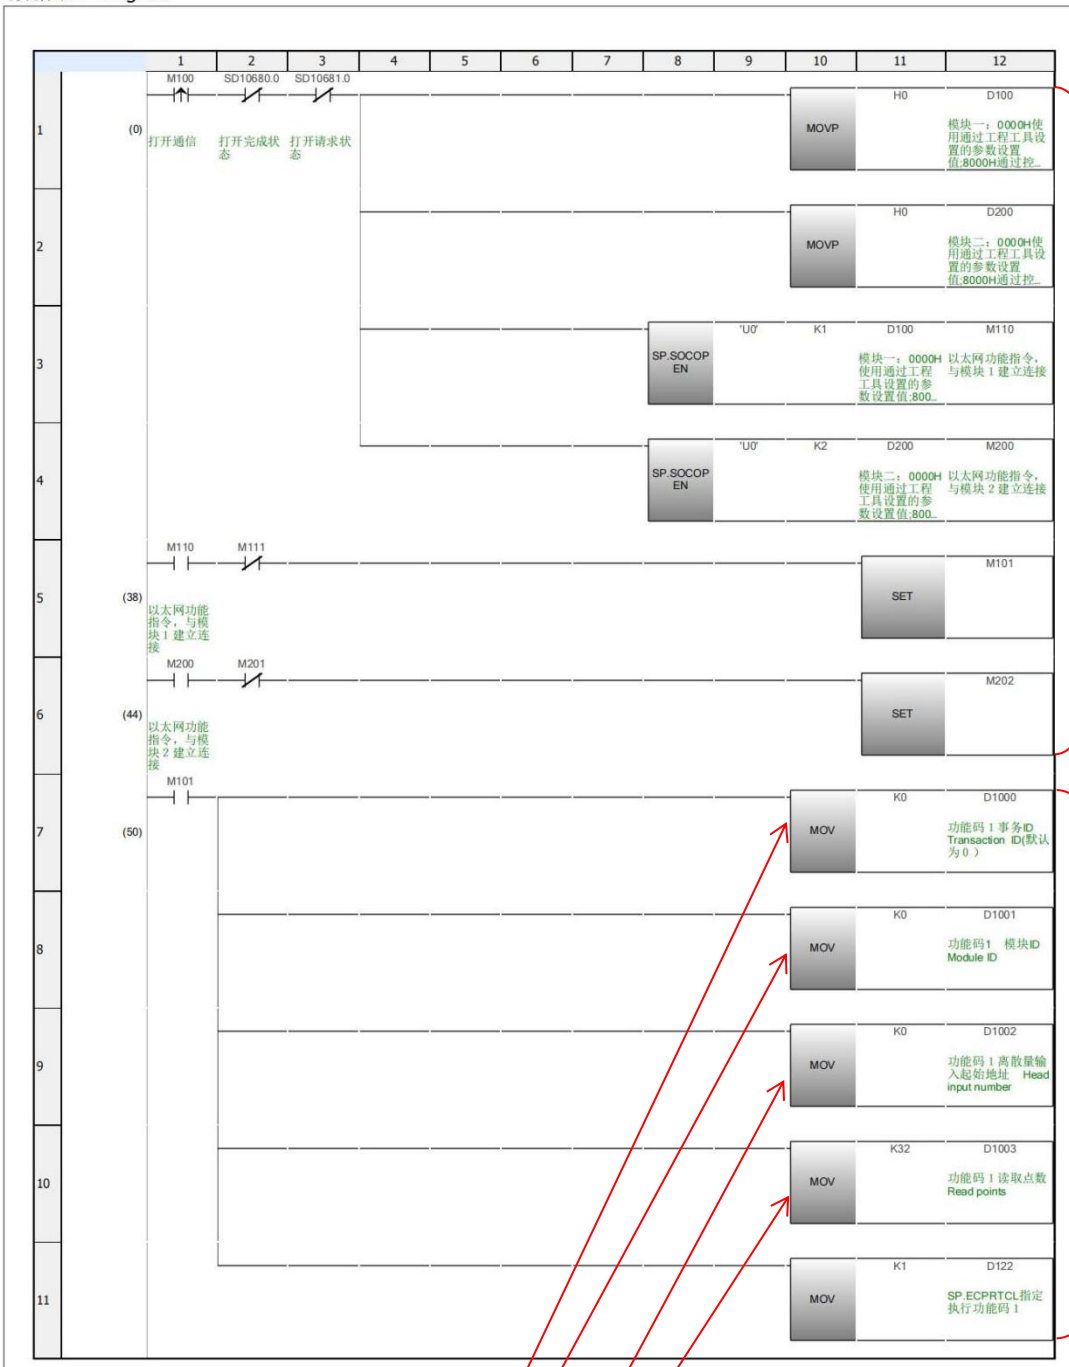 1 2 3 4 5 6 7 8 9 10 11 12
1
(0)
M100 SD10680.0 SD10681.0
打开通信
打开完成状
态
打开请求状
态
MOVP
H0 D100
模块一：0000H使
用通过工程工具设
置的参数设置
值;8000H通过控...
2
MOVP
H0 D200
模块二：0000H使
用通过工程工具设
置的参数设置
值;8000H通过控...
3
SP.SOCOP
EN
'U0' K1 D100 M110
模块一：0000H
使用通过工程
工具设置的参
数设置值;800...
以太网功能指令，
与模块 1 建立连接
4
SP.SOCOP
EN
'U0' K2 D200 M200
模块二：0000H
使用通过工程
工具设置的参
数设置值;800...
以太网功能指令，
与模块 2 建立连接
5
(38)
M110 M111
以太网功能
指令，与模
块 1 建立连
接
SET
M101
6
(44)
M200 M201
以太网功能
指令，与模
块 2 建立连
接
SET
M202
7
(50)
M101
MOV
K0 D1000
功能码 1 事务ID
Transaction ID(默认
为 0 ）
8
MOV
K0 D1001
功能码1 模块ID
Module ID
9
MOV
K0 D1002
功能码 1 离散量输
入起始地址 Head
input number
10
MOV
K32 D1003
功能码 1 读取点数
Read points
11
MOV
K1 D122
SP.ECPRTCL指定
执行功能码 1